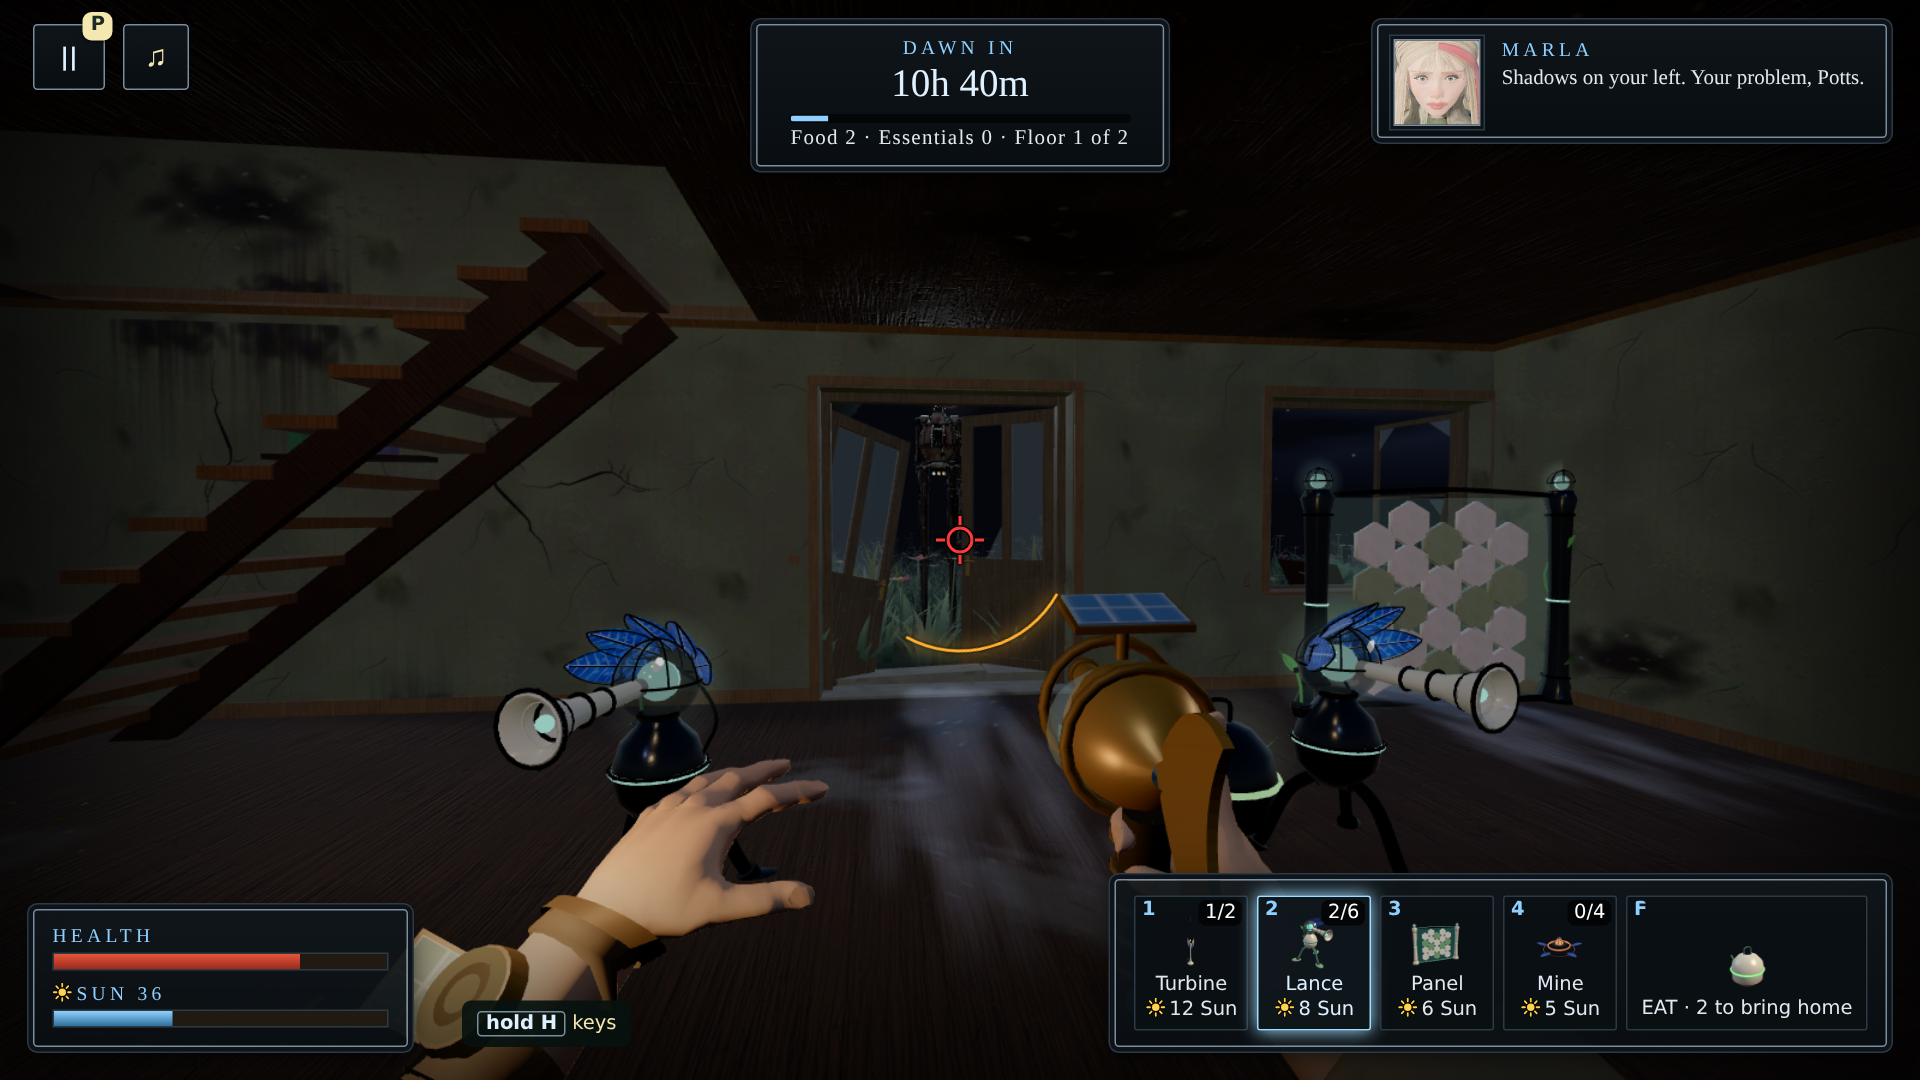 P
DAWN IN
10h 40m
Food 2 · Essentials 0 · Floor 1 of 2
MARLA
Shadows on your left. Your problem, Potts.
HEALTH
SUN 36
hold H keys
1 1/2
Turbine
12 Sun
2 2/6
Lance
8 Sun
3
Panel
6 Sun
4 0/4
Mine
5 Sun
F
EAT · 2 to bring home